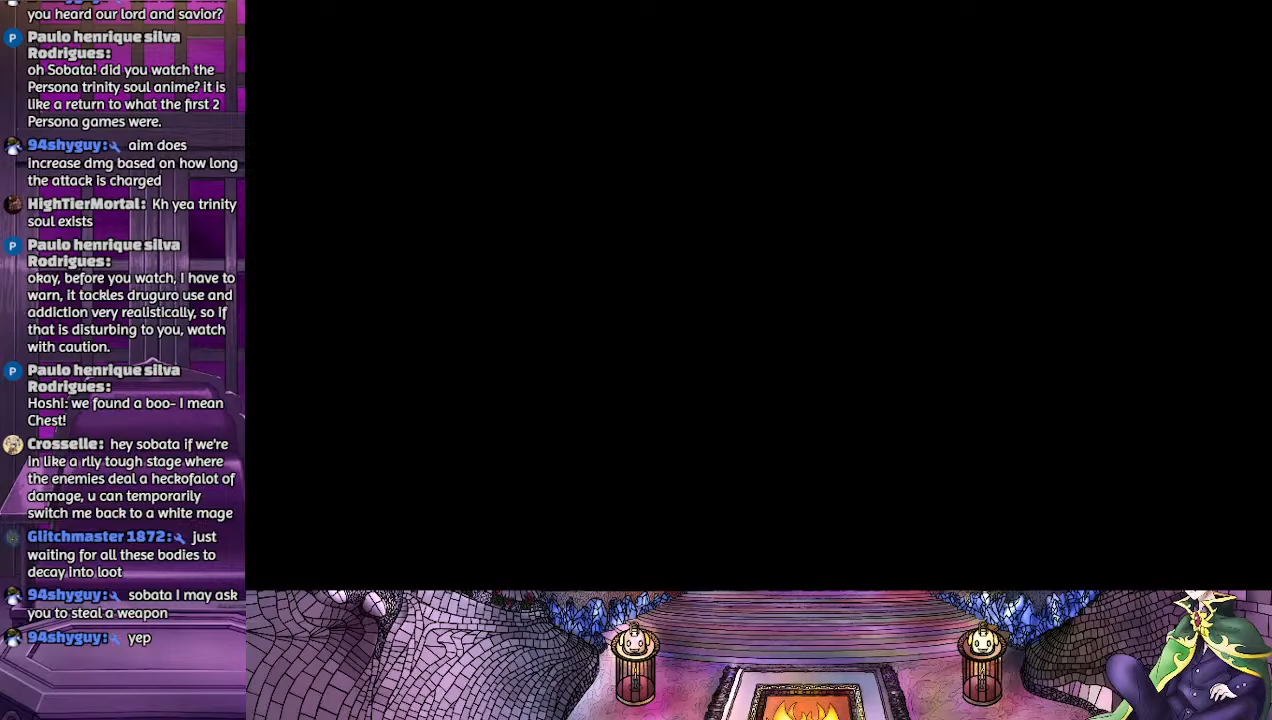 you heard our lord and savior?
Paulo henrique silva
Rodrigues:
oh Sobata! did you watch the
Persona trinity soul anime? it is
like a return to what the first 2
Persona games were.
94shyguy: aim does
increase dmg based on how long
the attack is charged
HighTierMortal: Kh yea trinity
soul exists
Paulo henrique silva
Rodrigues:
okay, before you watch, I have to
warn, it tackles druguro use and
addiction very realistically, so if
that is disturbing to you, watch
with caution.
Paulo henrique silva
Rodrigues:
Hoshi: we found a boo- I mean
Chest!
Crosselle: hey sobata if we're
in like a rlly tough stage where
the enemies deal a heckofalot of
damage, u can temporarily
switch me back to a white mage
Glitchmaster 1872: just
waiting for all these bodies to
decay into loot
94shyguy: sobata I may ask
you to steal a weapon
94shyguy: yep